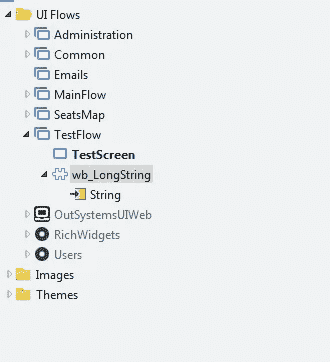 UI Flows
Administration
Common
Emails
MainFlow
SeatsMap
TestFlow
TestScreen
wb_LongString
String
OutSystemsUIWeb
RichWidgets
Users
Images
Themes